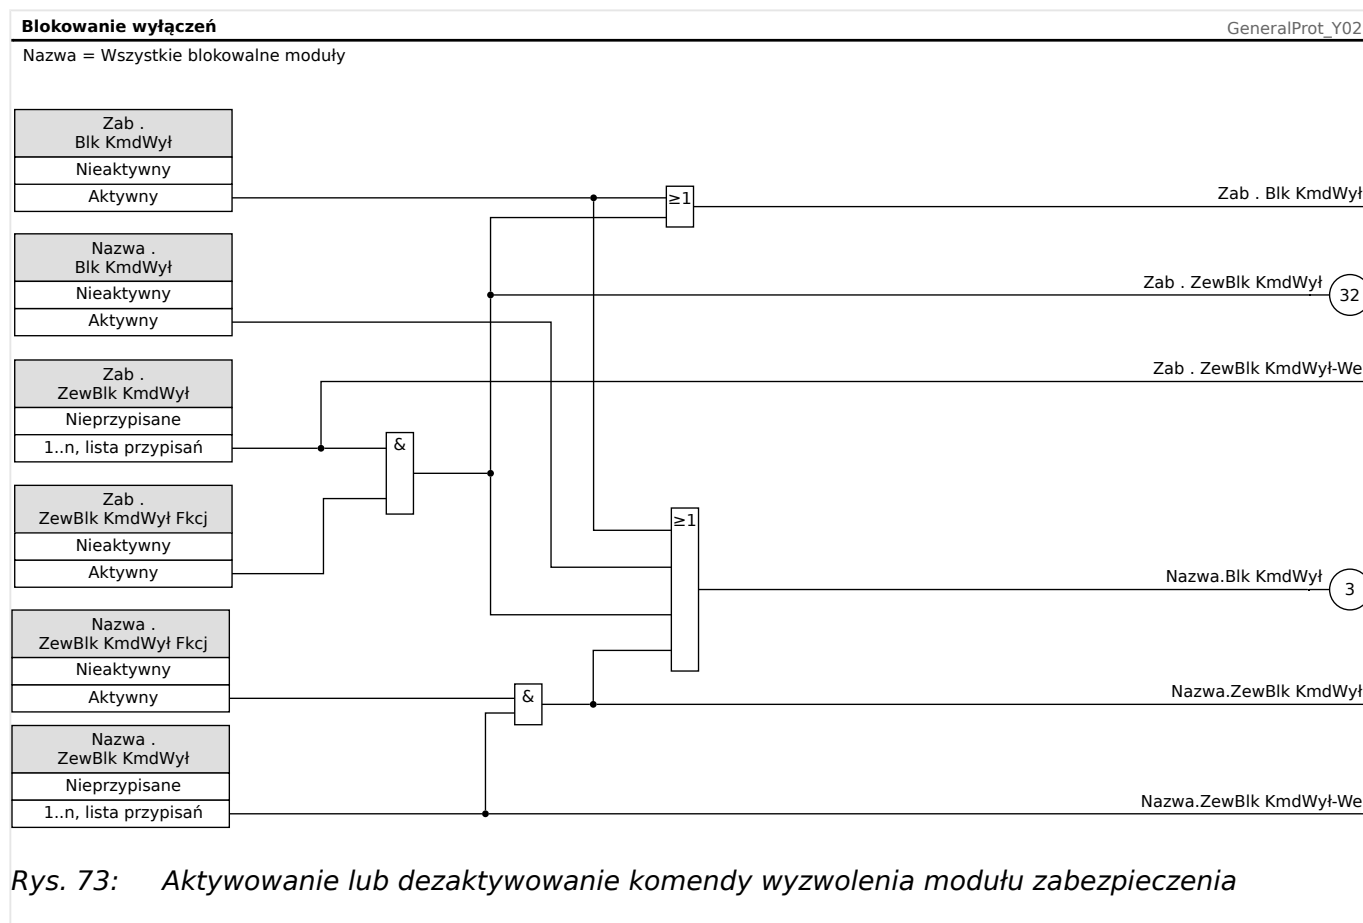 Blokowanie wyłączeń
GeneralProt_Y02
Nazwa = Wszystkie blokowalne moduły
Zab .
Blk KmdWył
Nieaktywny
Aktywny
≥1
Zab . Blk KmdWył
Nazwa .
Blk KmdWył
Nieaktywny
Aktywny
Zab . ZewBlk KmdWył
32
Zab .
ZewBlk KmdWył
Nieprzypisane
1..n, lista przypisań
Zab . ZewBlk KmdWył-We
&
Zab .
ZewBlk KmdWył Fkcj
Nieaktywny
Aktywny
≥1
Nazwa.Blk KmdWył
3
Nazwa .
ZewBlk KmdWył Fkcj
Nieaktywny
Aktywny
&
Nazwa.ZewBlk KmdWył
Nazwa .
ZewBlk KmdWył
Nieprzypisane
1..n, lista przypisań
Nazwa.ZewBlk KmdWył-We
Rys. 73: Aktywowanie lub dezaktywowanie komendy wyzwolenia modułu zabezpieczenia